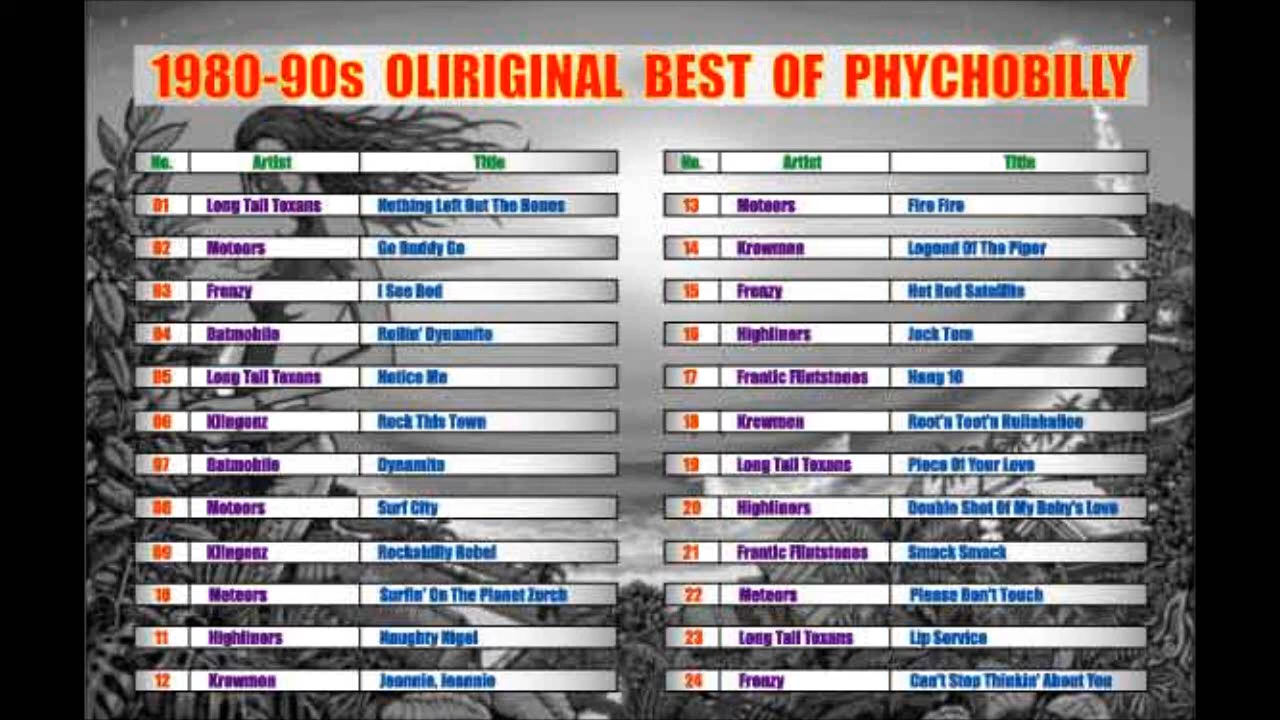 1980-90s OLIRIGINAL BEST OF PHYCHOBILLY
No. Artist Title
01 Long Tall Texans Nothing Left But The Bones
02 Meteors Go Buddy Go
03 Frenzy I See Red
04 Batmobile Rollin' Dynamite
05 Long Tall Texans Notice Me
06 Klingonz Rock This Town
07 Batmobile Dynamite
08 Meteors Surf City
09 Klingonz Rockabilly Rebel
10 Meteors Surfin' On The Planet Zorch
11 Highliners Naughty Nigel
12 Krewmen Jeannie, Jeannie
No. Artist Title
13 Meteors Fire Fire
14 Krewmen Legend Of The Piper
15 Frenzy Hot Rod Satellite
16 Highliners Jock Tom
17 Frantic Flintstones Hang 10
18 Krewmen Root'n Toot'n Hullaballoo
19 Long Tall Texans Piece Of Your Love
20 Highliners Double Shot Of My Baby's Love
21 Frantic Flintstones Smack Smack
22 Meteors Please Don't Touch
23 Long Tall Texans Lip Service
24 Frenzy Can't Stop Thinkin' About You